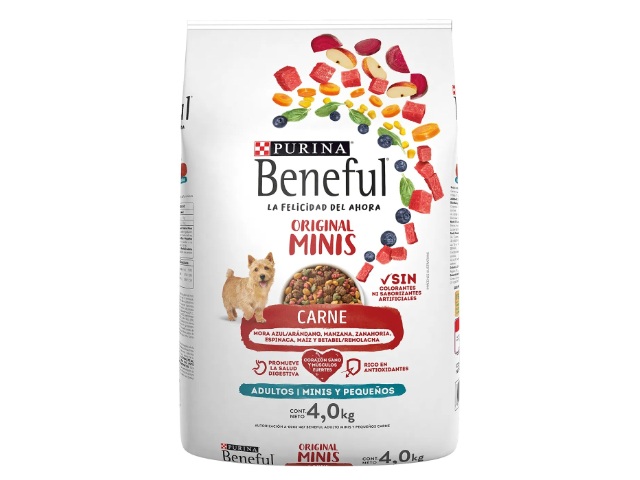 PURINA
Beneful
LA FELICIDAD DEL AHORA
ORIGINAL
MINIS
SIN
COLORANTES
NI SABORIZANTES
ARTIFICIALES
CARNE
MORA AZUL/ARÁNDANO, MANZANA, ZANAHORIA,
ESPINACA, MAÍZ Y BETABEL/REMOLACHA
PROMUEVE
LA SALUD
DIGESTIVA
CORAZÓN SANO
Y MÚSCULOS
FUERTES
RICO EN
ANTIOXIDANTES
ADULTOS | MINIS Y PEQUEÑOS
CONT.
NETO 4,0kg
PURINA
Beneful
ORIGINAL
MINIS
CONT.
NETO 4,0kg